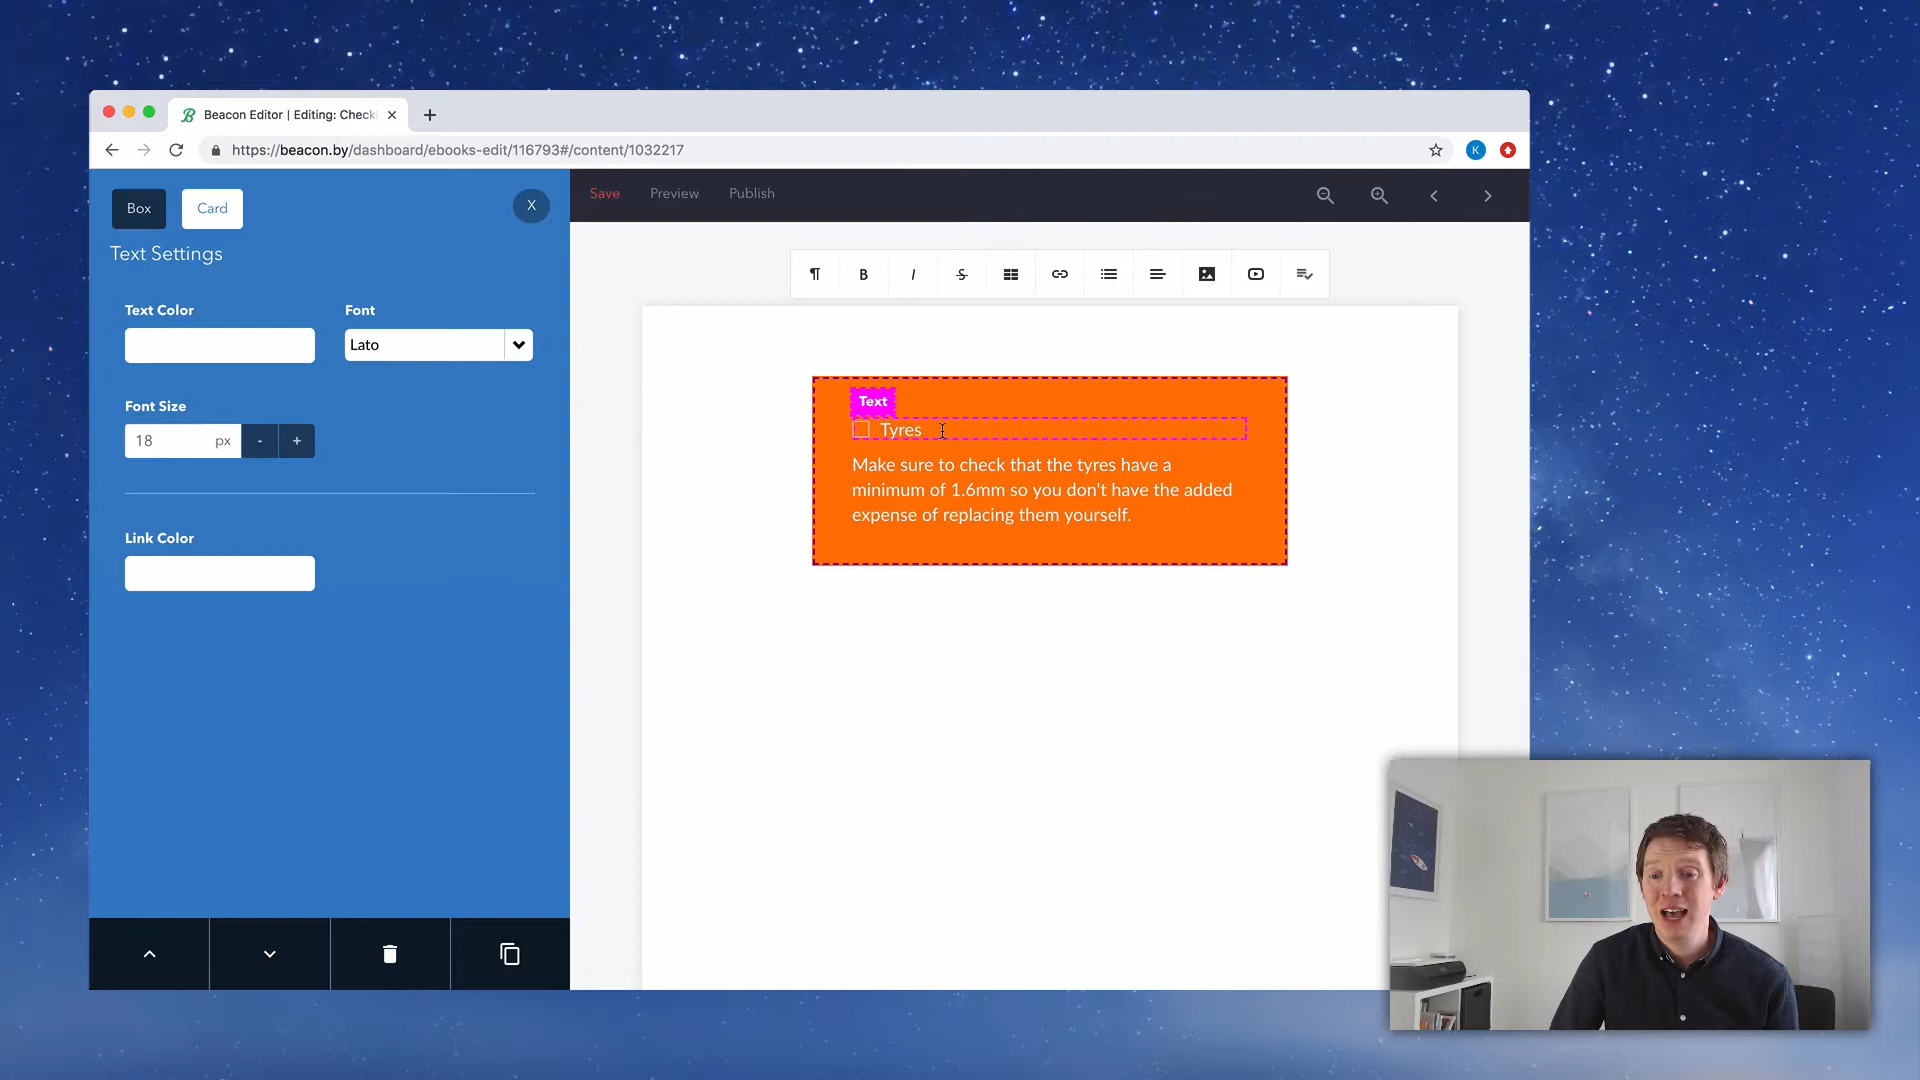 Beacon Editor | Editing: Check
https://beacon.by/dashboard/ebooks-edit/116793#/content/1032217
K
Box
Card
X
Save
Preview
Publish
Text Settings
Text Color
Font
Lato
Font Size
18
px
-
+
Link Color
B
I
S
Text
Tyres
Make sure to check that the tyres have a
minimum of 1.6mm so you don't have the added
expense of replacing them yourself.